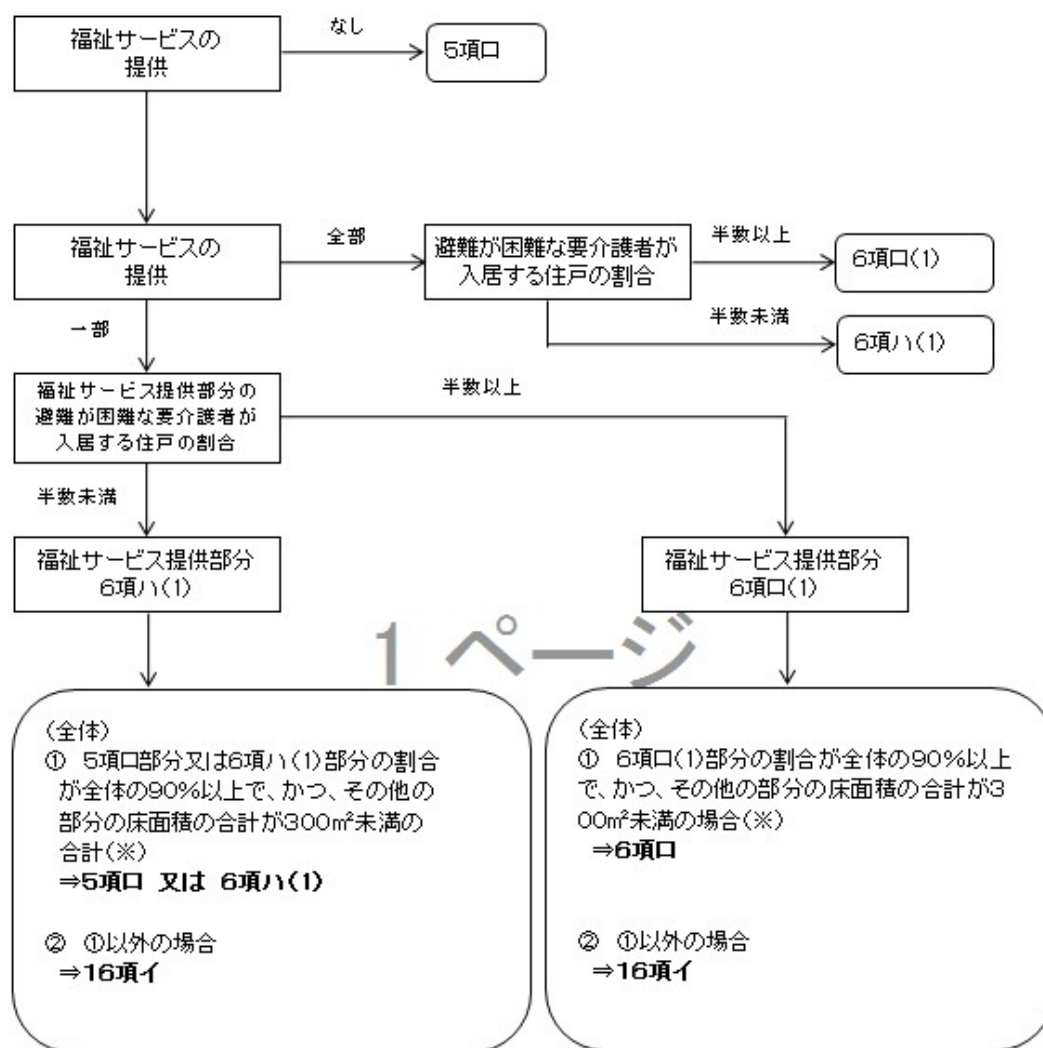 福祉サービスの
提供
なし
5項ロ
福祉サービスの
提供
全部
避難が困難な要介護者が
入居する住戸の割合
半数以上
6項ロ(1)
半数未満
6項ハ(1)
一部
福祉サービス提供部分の
避難が困難な要介護者が
入居する住戸の割合
半数以上
半数未満
福祉サービス提供部分
6項ハ(1)
福祉サービス提供部分
6項ロ(1)
1 ページ
(全体)
① 5項ロ部分又は6項ハ(1)部分の割合
が全体の90%以上で、かつ、その他の
部分の床面積の合計が300㎡未満の
合計(※)
⇒5項ロ 又は 6項ハ(1)
② ①以外の場合
⇒16項イ
(全体)
① 6項ロ(1)部分の割合が全体の90%以上
で、かつ、その他の部分の床面積の合計が3
00㎡未満の場合(※)
⇒6項ロ
② ①以外の場合
⇒16項イ